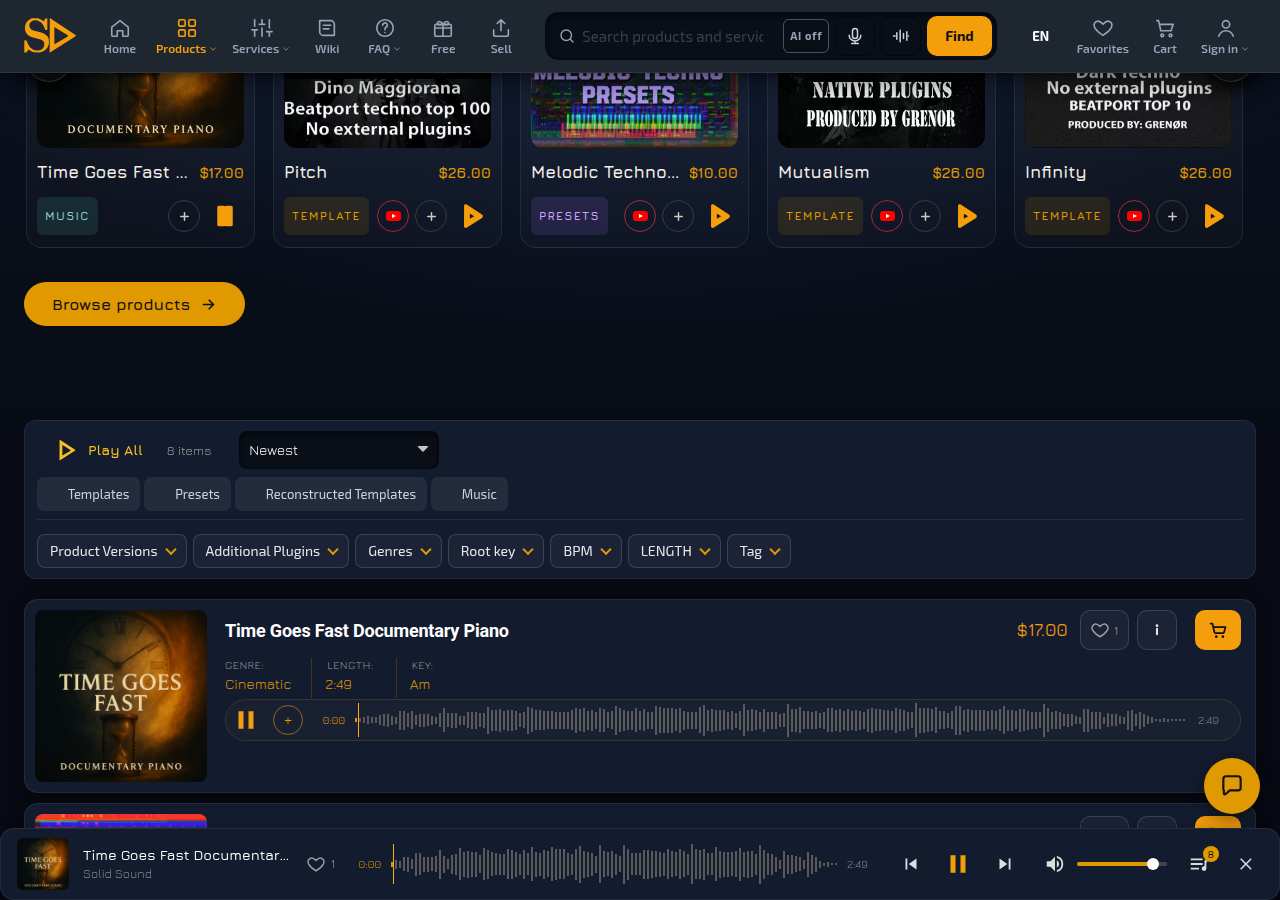 SD
Home
Products
Services
Wiki
FAQ
Free
Sell
Search products and servic
AI off
Find
EN
Favorites
Cart
Sign in
DOCUMENTARY PIANO
Dino Maggiorana
Beatport techno top 100
No external plugins
MELODIC TECHNO
PRESETS
NATIVE PLUGINS
PRODUCED BY GRENOR
Dark Techno
No external plugins
BEATPORT TOP 10
PRODUCED BY: GRENØR
Time Goes Fast ... $17.00
MUSIC
Pitch $26.00
TEMPLATE
Melodic Techno... $10.00
PRESETS
Mutualism $26.00
TEMPLATE
Infinity $26.00
TEMPLATE
Browse products
Play All
8 items
Newest
Templates
Presets
Reconstructed Templates
Music
Product Versions
Additional Plugins
Genres
Root key
BPM
LENGTH
Tag
TIME GOES
FAST
DOCUMENTARY PIANO
Time Goes Fast Documentary Piano
$17.00
1
GENRE: LENGTH: KEY:
Cinematic 2:49 Am
0:00
2:49
TIME GOES
FAST
Time Goes Fast Documentar...
Solid Sound
1
0:00
2:49
8